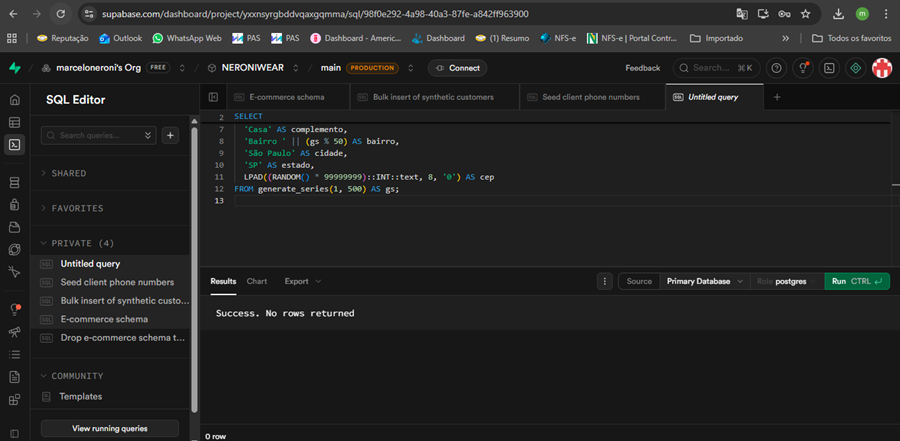 supabase.com/dashboard/project/yxxnsyrgbddvqaxgqmma/sql/98f0e292-4a98-40a3-87fe-a842ff963900
m
Reputação Outlook WhatsApp Web PAS PAS Dashboard - Americ... Dashboard (1) Resumo NFS-e NFS-e | Portal Contr... Importado » Todos os favoritos
marceloneroni's Org FREE / NERONIWEAR / main PRODUCTION Connect Feedback Search... ⌘K
SQL Editor
E-commerce schema Bulk insert of synthetic customers Seed client phone numbers Untitled query +
Search queries... +
SHARED
FAVORITES
PRIVATE (4)
Untitled query
Seed client phone numbers
Bulk insert of synthetic custo...
E-commerce schema
Drop e-commerce schema t...
COMMUNITY
Templates
View running queries
2 SELECT
7 'Casa' AS complemento,
8 'Bairro ' || (gs % 50) AS bairro,
9 'São Paulo' AS cidade,
10 'SP' AS estado,
11 LPAD((RANDOM() * 99999999)::INT::text, 8, '0') AS cep
12 FROM generate_series(1, 500) AS gs;
13
Results Chart Export Source Primary Database Role postgres Run CTRL ↵
Success. No rows returned
0 row